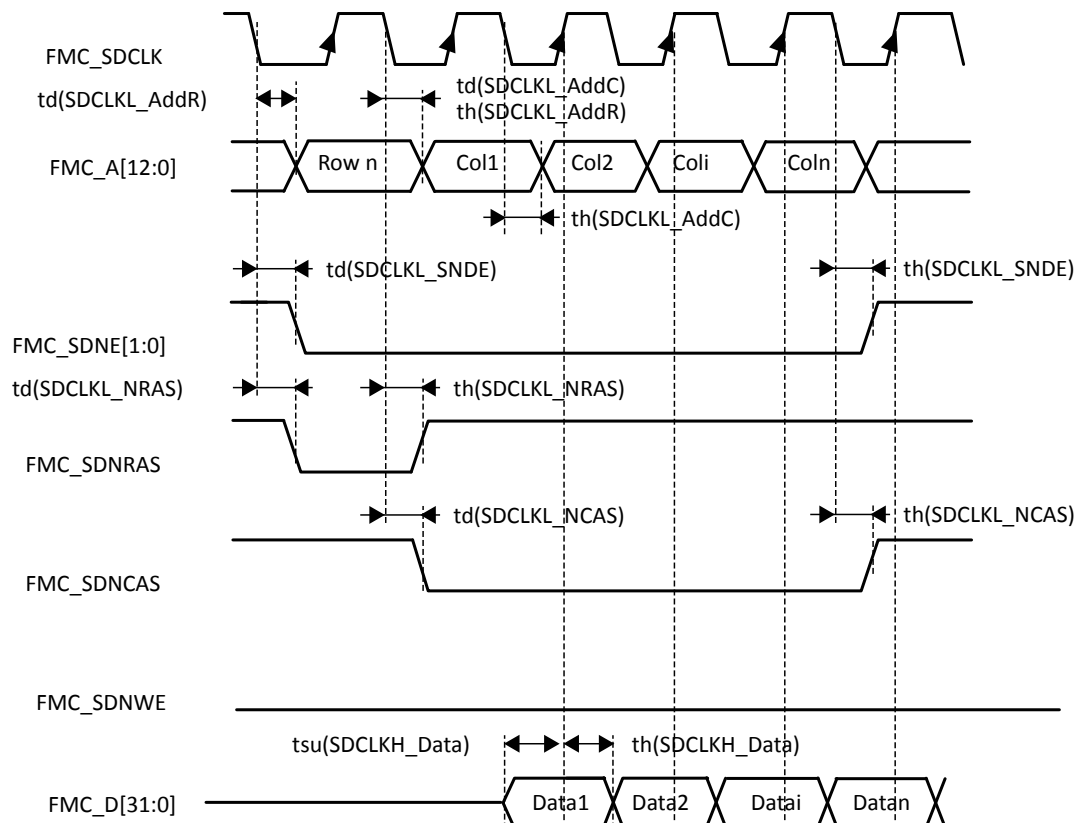 FMC_SDCLK
td(SDCLKL_AddR)
td(SDCLKL_AddC)
th(SDCLKL_AddR)
FMC_A[12:0]
Row n
Col1
Col2
Coli
Coln
th(SDCLKL_AddC)
td(SDCLKL_SNDE)
th(SDCLKL_SNDE)
FMC_SDNE[1:0]
td(SDCLKL_NRAS)
th(SDCLKL_NRAS)
FMC_SDNRAS
td(SDCLKL_NCAS)
th(SDCLKL_NCAS)
FMC_SDNCAS
FMC_SDNWE
tsu(SDCLKH_Data)
th(SDCLKH_Data)
FMC_D[31:0]
Data1
Data2
Datai
Datan